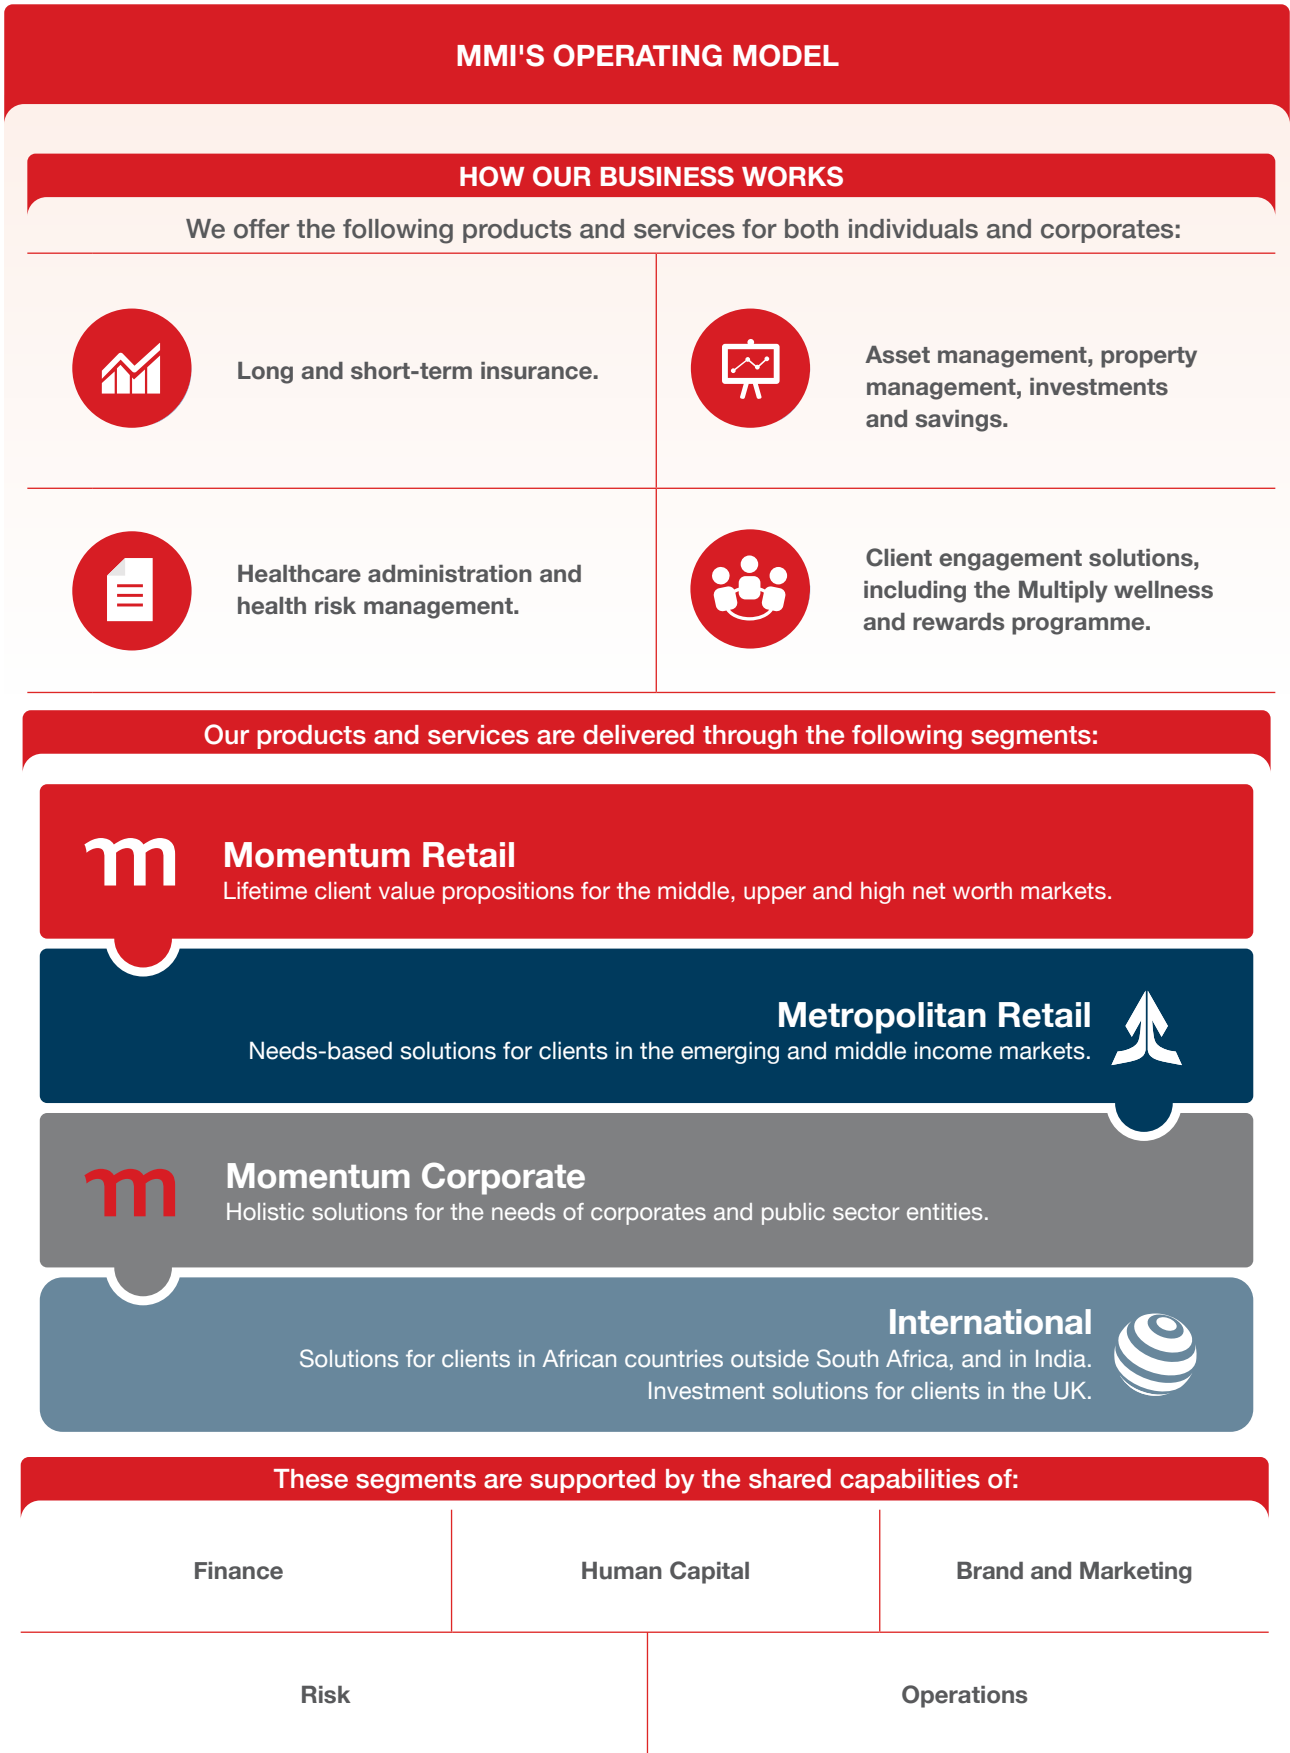 MMI'S OPERATING MODEL
HOW OUR BUSINESS WORKS
We offer the following products and services for both individuals and corporates:
Long and short-term insurance.
Asset management, property
management, investments
and savings.
Healthcare administration and
health risk management.
Client engagement solutions,
including the Multiply wellness
and rewards programme.
Our products and services are delivered through the following segments:
m
Momentum Retail
Lifetime client value propositions for the middle, upper and high net worth markets.
Metropolitan Retail
Needs-based solutions for clients in the emerging and middle income markets.
m
Momentum Corporate
Holistic solutions for the needs of corporates and public sector entities.
International
Solutions for clients in African countries outside South Africa, and in India.
Investment solutions for clients in the UK.
These segments are supported by the shared capabilities of:
Finance
Human Capital
Brand and Marketing
Risk
Operations